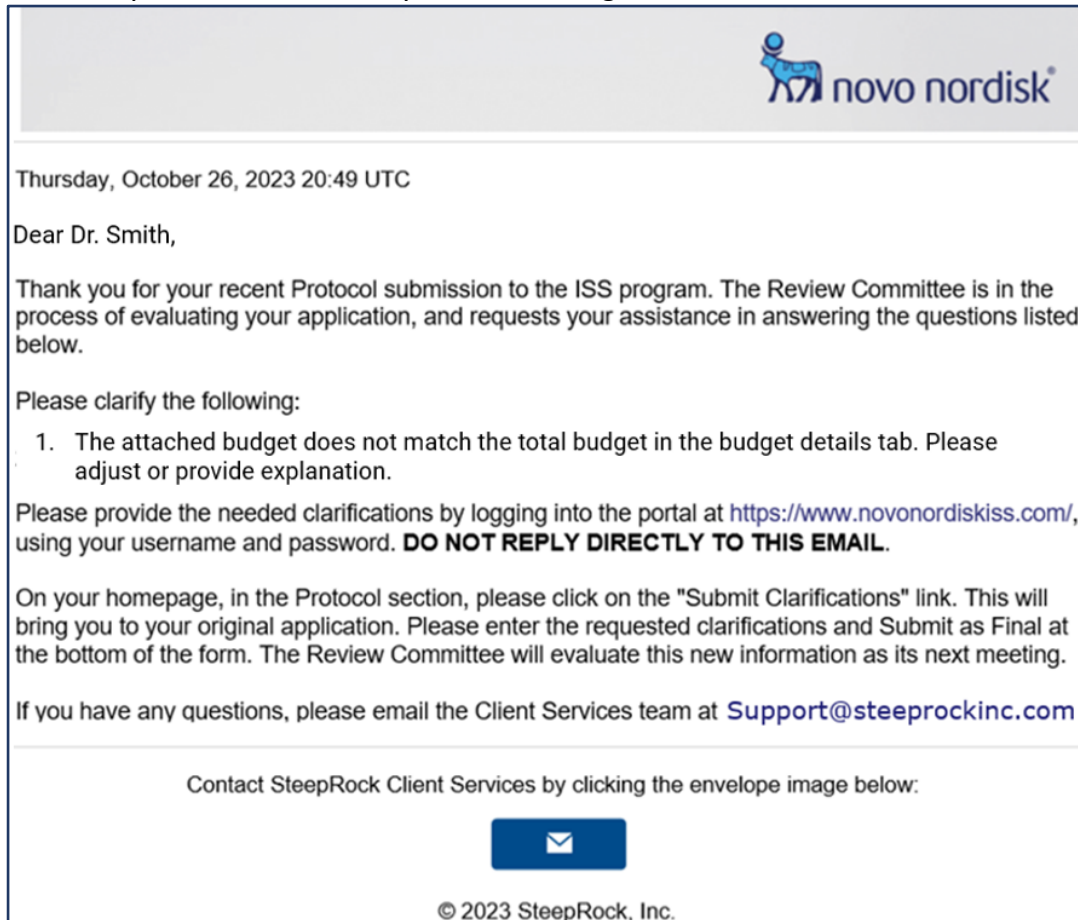 novo nordisk®
Thursday, October 26, 2023 20:49 UTC
Dear Dr. Smith,
Thank you for your recent Protocol submission to the ISS program. The Review Committee is in the
process of evaluating your application, and requests your assistance in answering the questions listed
below.
Please clarify the following:
1. The attached budget does not match the total budget in the budget details tab. Please
adjust or provide explanation.
Please provide the needed clarifications by logging into the portal at https://www.novonordiskiss.com/,
using your username and password. DO NOT REPLY DIRECTLY TO THIS EMAIL.
On your homepage, in the Protocol section, please click on the "Submit Clarifications" link. This will
bring you to your original application. Please enter the requested clarifications and Submit as Final at
the bottom of the form. The Review Committee will evaluate this new information as its next meeting.
If you have any questions, please email the Client Services team at Support@steeprockinc.com
Contact SteepRock Client Services by clicking the envelope image below:
© 2023 SteepRock, Inc.